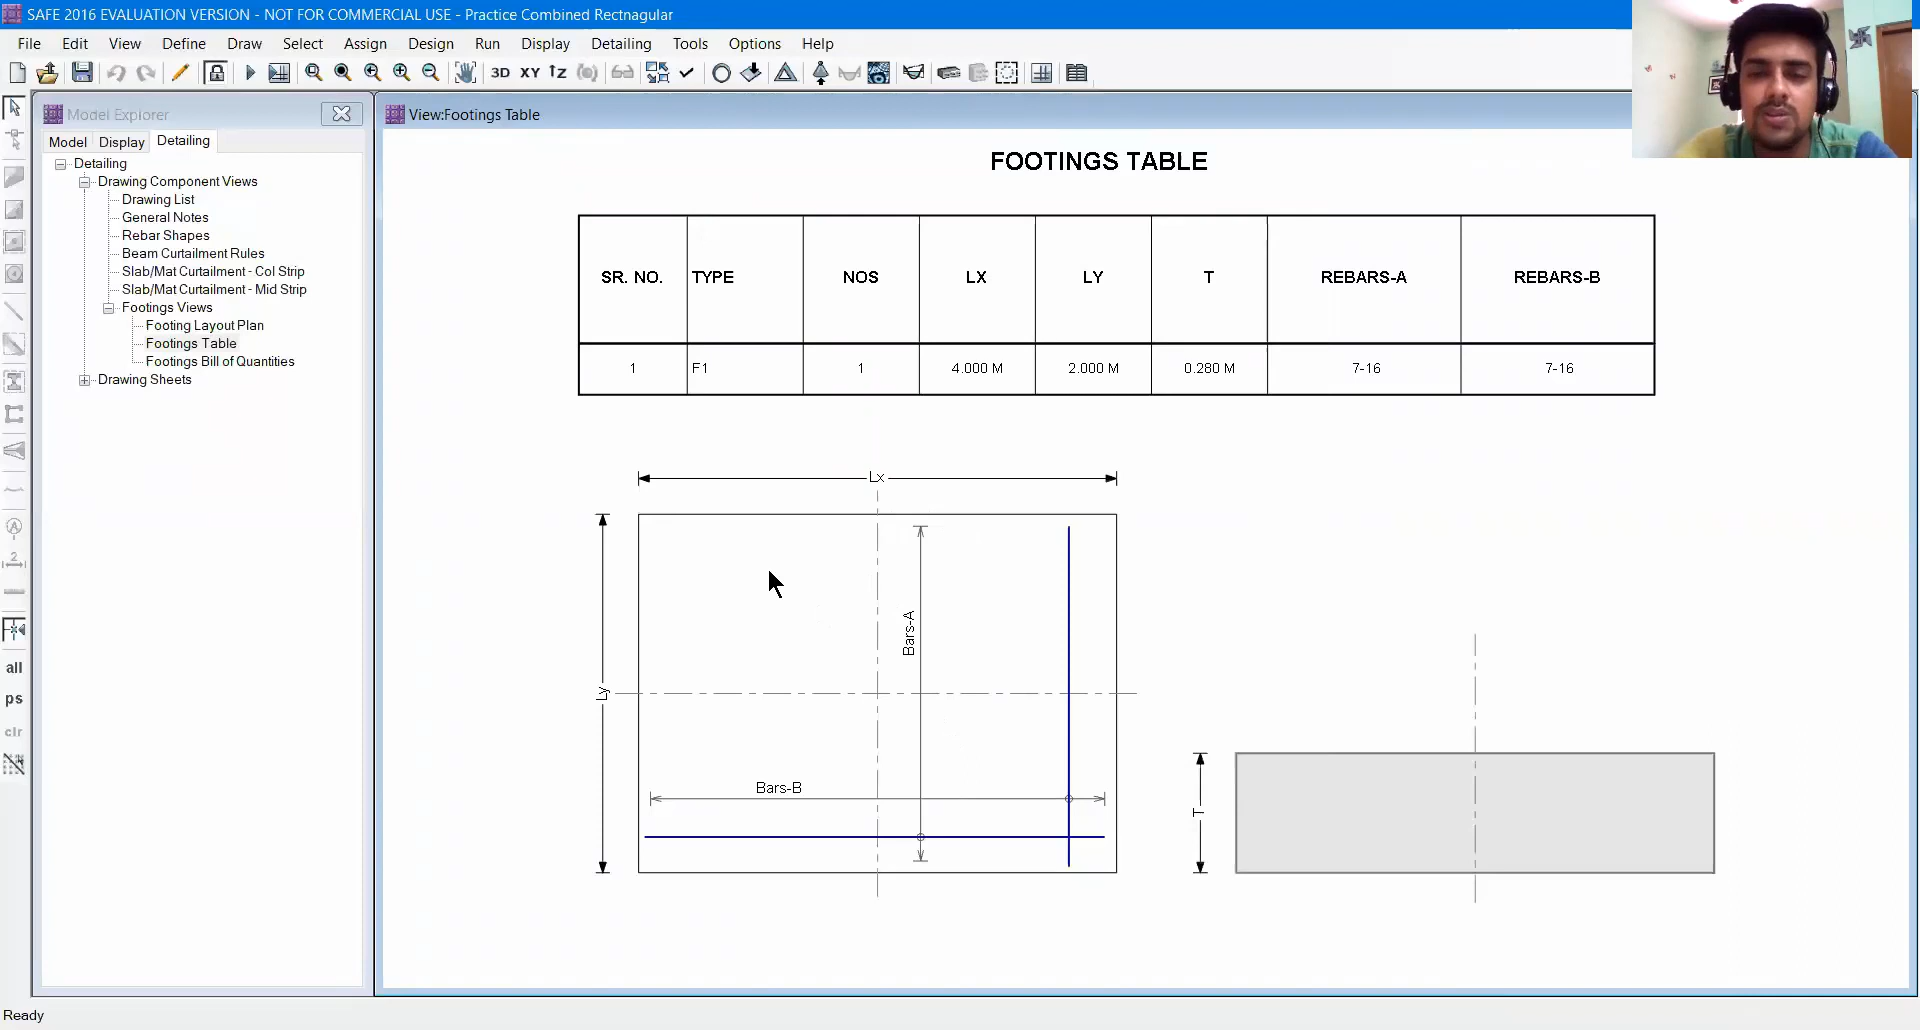 SAFE 2016 EVALUATION VERSION - NOT FOR COMMERCIAL USE - Practice Combined Rectnagular
File Edit View Define Draw Select Assign Design Run Display Detailing Tools Options Help
3D XY
Model Explorer
View:Footings Table
Model Display Detailing
Detailing
Drawing Component Views
Drawing List
General Notes
Rebar Shapes
Beam Curtailment Rules
Slab/Mat Curtailment - Col Strip
Slab/Mat Curtailment - Mid Strip
Footings Views
Footing Layout Plan
Footings Table
Footings Bill of Quantities
Drawing Sheets
all
ps
clr
FOOTINGS TABLE
SR. NO. TYPE NOS LX LY T REBARS-A REBARS-B
1 F1 1 4.000 M 2.000 M 0.280 M 7-16 7-16
Lx
Ly
Bars-A
Bars-B
T
Ready